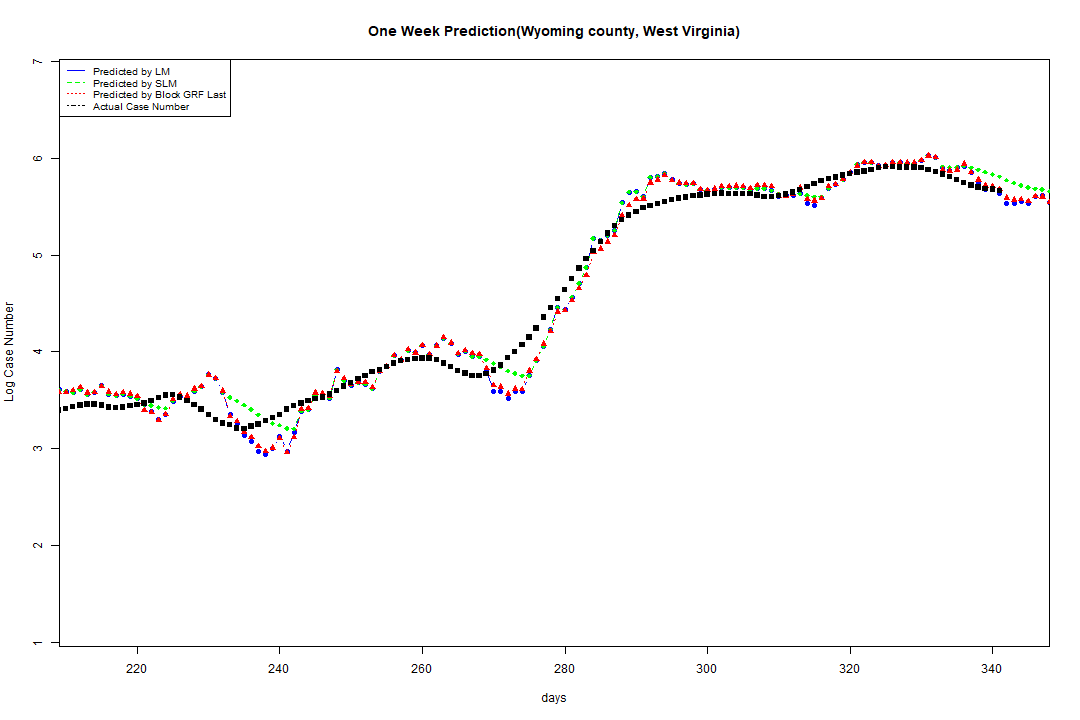 One Week Prediction(Wyoming county, West Virginia)
Predicted by LM
Predicted by SLM
Predicted by Block GRF Last
Actual Case Number
7
6
5
4
3
2
1
Log Case Number
220 240 260 280 300 320 340
days